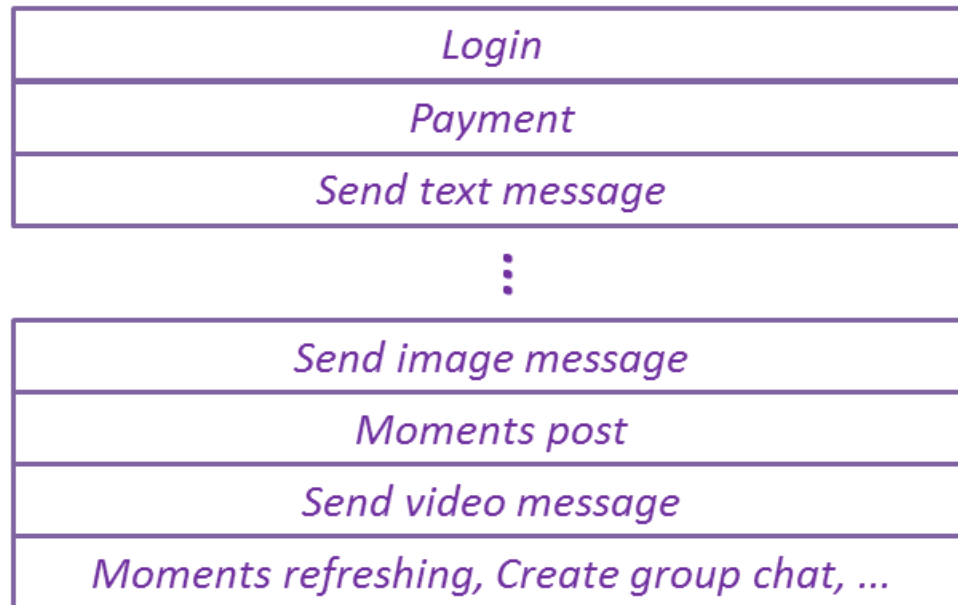 Login
Payment
Send text message
⋮
Send image message
Moments post
Send video message
Moments refreshing, Create group chat, ...